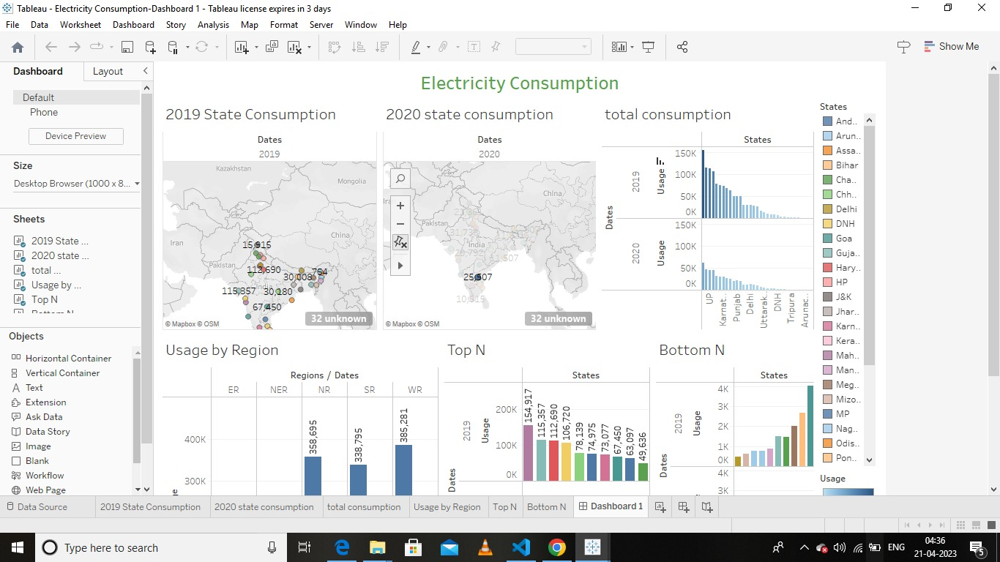 Tableau - Electricity Consumption-Dashboard 1 - Tableau license expires in 3 days
File Data Worksheet Dashboard Story Analysis Map Format Server Window Help
Show Me
Dashboard Layout
Default
Phone
Device Preview
Size
Desktop Browser (1000 x 8...
Sheets
2019 State ...
2020 state ...
total ...
Usage by ...
Top N
Bottom N
Objects
Horizontal Container
Vertical Container
Text
Extension
Ask Data
Data Story
Image
Blank
Workflow
Web Page
Electricity Consumption
2019 State Consumption
Dates
2019
Kazakhstan
Mongolia
China
Iran
Pakistan
India
15,915
112,690
30,008
754
115,357
30,180
67,450
© Mapbox © OSM
32 unknown
2020 state consumption
Dates
2020
China
Pakistan
India
25,507
© Mapbox © OSM
32 unknown
total consumption
States
Dates
2019
Usage
150K
100K
50K
0K
2020
Usage
150K
100K
50K
0K
UP
Karnat..
Punjab
Delhi
Uttarak..
DNH
Tripura
Arunac..
States
And..
Arun..
Assa..
Bihar
Cha..
Chh..
Delhi
DNH
Goa
Guja..
Hary..
HP
J&K
Jhar..
Karn..
Kera..
Mah..
Man..
Meg..
Mizo..
MP
Nag..
Odis..
Pon..
Usage
Usage by Region
Regions / Dates
ER NER NR SR WR
400K
300K
358,695
338,795
385,281
Top N
States
Dates
2019
Usage
200K
100K
0K
154,917
115,357
112,690
106,720
78,139
74,975
73,077
67,450
63,097
49,636
Bottom N
States
Dates
2019
Usage
4K
3K
2K
1K
0K
4K
3K
Data Source 2019 State Consumption 2020 state consumption total consumption Usage by Region Top N Bottom N Dashboard 1
Type here to search
ENG
04:36
21-04-2023
5